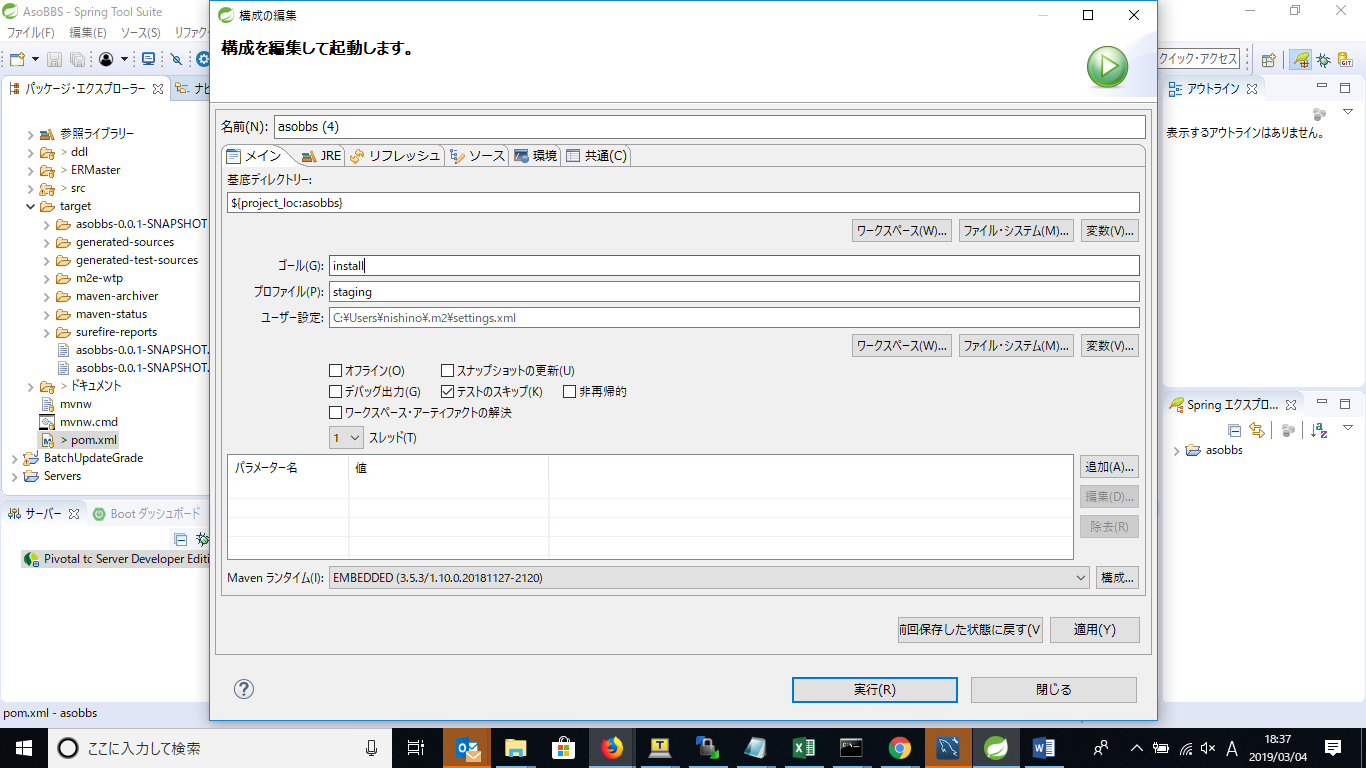 AsoBBS - Spring Tool Suite
ファイル(F) 編集(E) ソース(S) リファク
クイック・アクセス
パッケージ・エクスプローラー ナビ
参照ライブラリー
> ddl
> ERMaster
> src
target
asobbs-0.0.1-SNAPSHOT
generated-sources
generated-test-sources
m2e-wtp
maven-archiver
maven-status
surefire-reports
asobbs-0.0.1-SNAPSHOT.
asobbs-0.0.1-SNAPSHOT.
> ドキュメント
mvnw
mvnw.cmd
> pom.xml
BatchUpdateGrade
Servers
サーバー Boot ダッシュボード
Pivotal tc Server Developer Editi
pom.xml - asobbs
構成の編集
構成を編集して起動します。
名前(N): asobbs (4)
メイン JRE リフレッシュ ソース 環境 共通(C)
基底ディレクトリー:
${project_loc:asobbs}
ワークスペース(W)... ファイル・システム(M)... 変数(V)...
ゴール(G): install
プロファイル(P): staging
ユーザー設定: C:¥Users¥nishino¥.m2¥settings.xml
ワークスペース(W)... ファイル・システム(M)... 変数(V)...
オフライン(O) スナップショットの更新(U)
デバッグ出力(G) テストのスキップ(K) 非再帰的
ワークスペース・アーティファクトの解決
1 スレッド(T)
パラメーター名 値
追加(A)...
編集(D)...
除去(R)
Maven ランタイム(I): EMBEDDED (3.5.3/1.10.0.20181127-2120) 構成...
前回保存した状態に戻す(V 適用(Y)
実行(R) 閉じる
アウトライン
表示するアウトラインはありません。
Spring エクスプロ...
asobbs
ここに入力して検索
A
18:37
2019/03/04